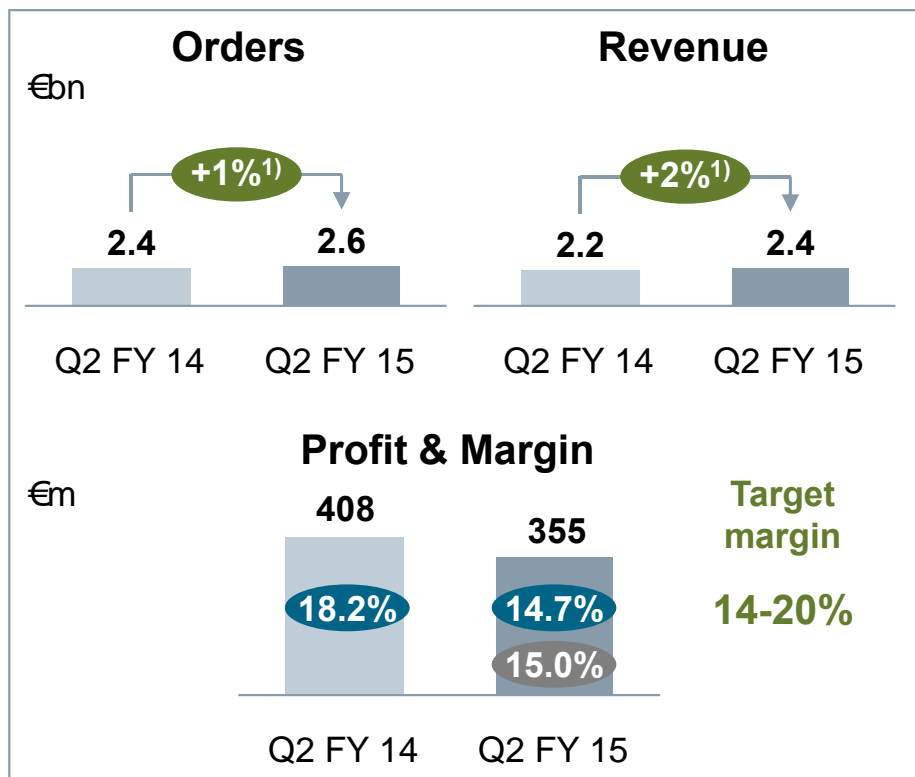 Orders
Revenue
€bn
+1%1)
+2%1)
2.4
2.6
2.2
2.4
Q2 FY 14
Q2 FY 15
Q2 FY 14
Q2 FY 15
Profit & Margin
€m
408
355
Target
margin
18.2%
14.7%
14-20%
15.0%
Q2 FY 14
Q2 FY 15